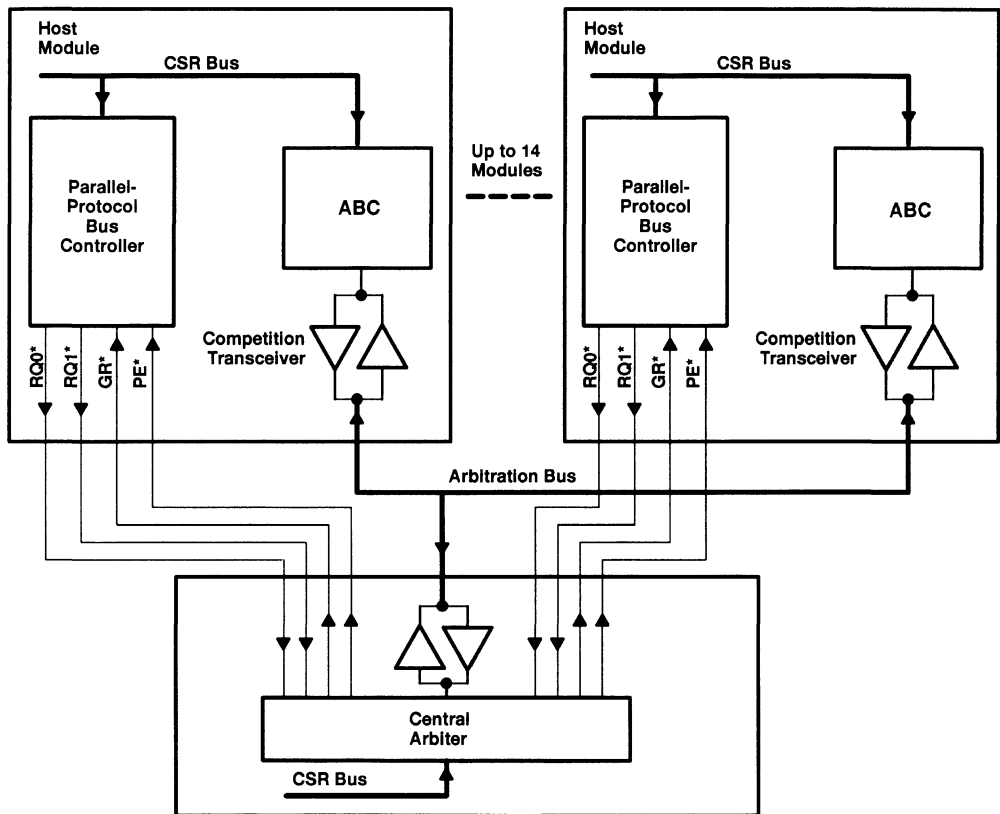 Host
Module
CSR Bus
Parallel-
Protocol
Bus
Controller
ABC
Competition
Transceiver
RQ0*
RQ1*
GR*
PE*
Up to 14
Modules
Host
Module
CSR Bus
Parallel-
Protocol
Bus
Controller
ABC
Competition
Transceiver
RQ0*
RQ1*
GR*
PE*
Arbitration Bus
Central
Arbiter
CSR Bus